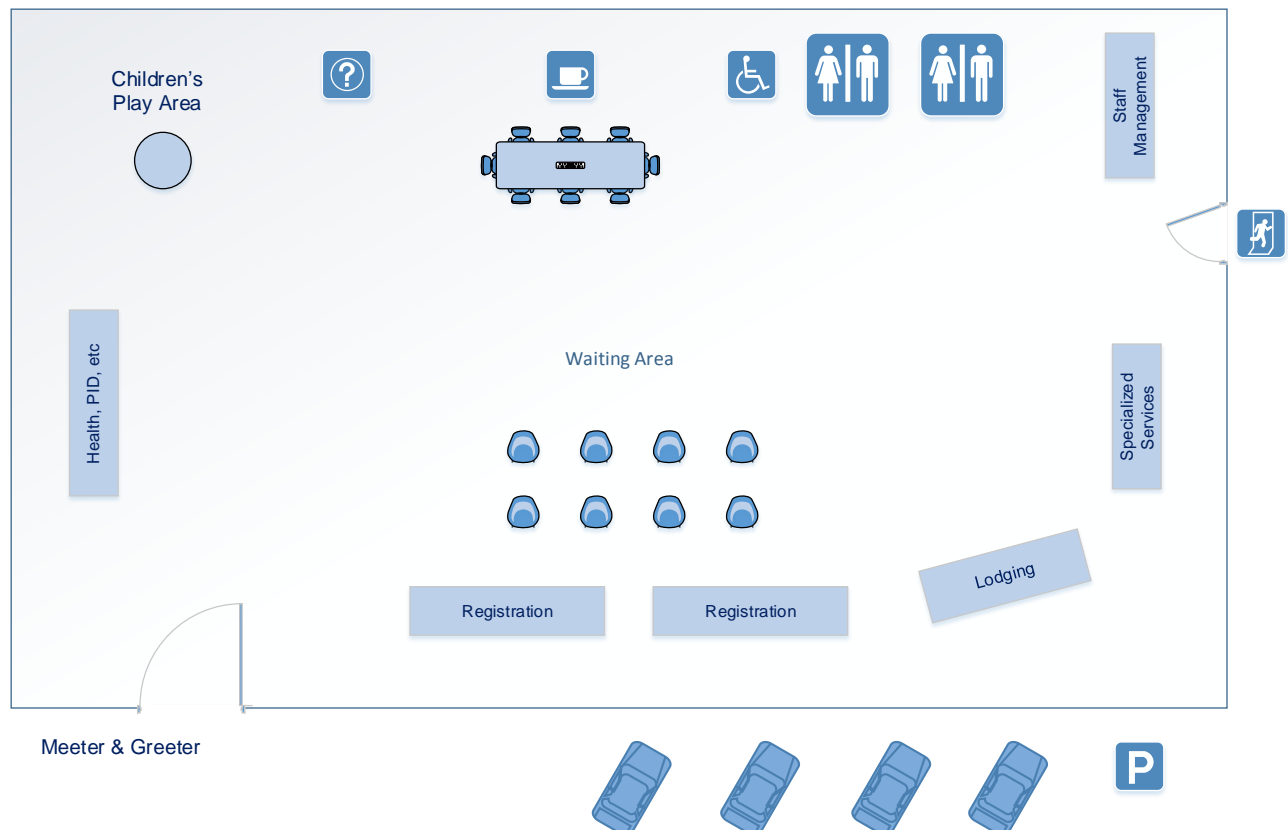 Children's
Play Area
?
Staff
Management
Health, PID, etc
Waiting Area
Specialized
Services
Lodging
Registration
Registration
Meeter & Greeter
P